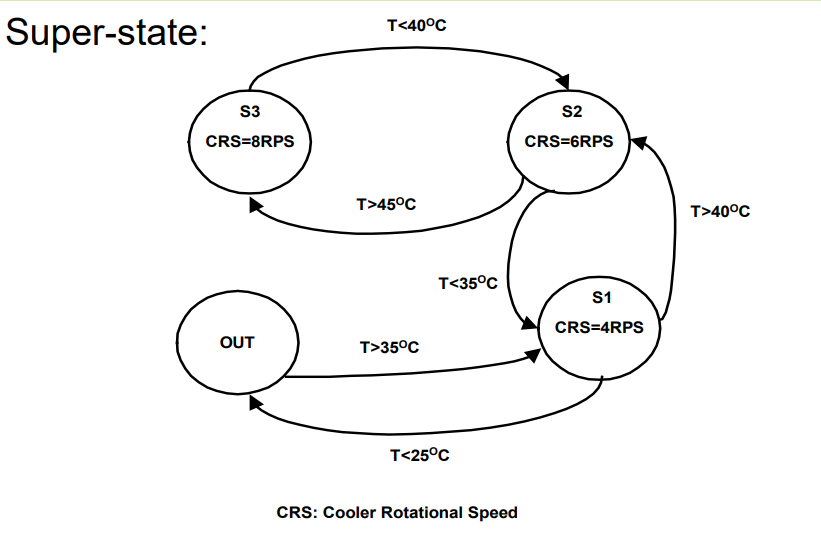 Super-state:
T<40°C
S3
CRS=8RPS
S2
CRS=6RPS
T>45°C
T>40°C
T<35°C
S1
CRS=4RPS
OUT
T>35°C
T<25°C
CRS: Cooler Rotational Speed